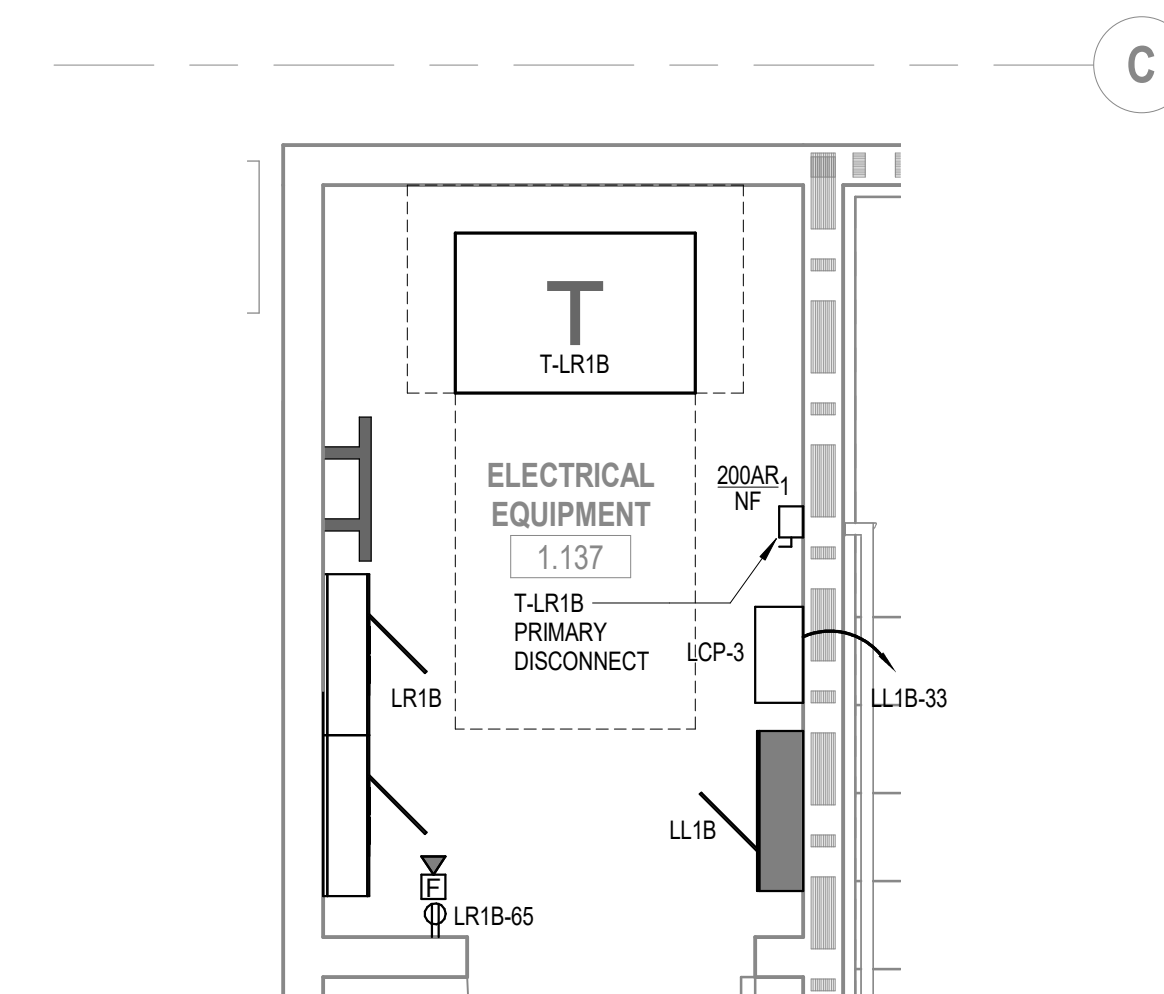 C
T
T-LR1B
ELECTRICAL
EQUIPMENT
1.137
200AR
NF
1
T-LR1B
PRIMARY
DISCONNECT
LCP-3
LR1B
LL1B-33
LL1B
F
LR1B-65